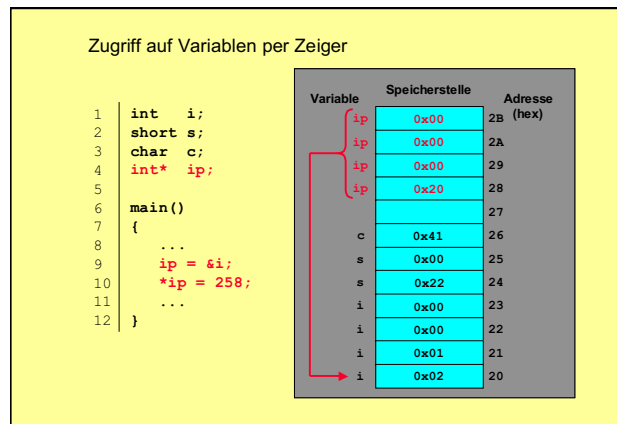 Zugriff auf Variablen per Zeiger
1 int i;
2 short s;
3 char c;
4 int* ip;
5
6 main()
7 {
8 ...
9 ip = &i;
10 *ip = 258;
11 ...
12 }
Variable Speicherstelle Adresse (hex)
ip 0x00 2B
ip 0x00 2A
ip 0x00 29
ip 0x20 28
27
c 0x41 26
s 0x00 25
s 0x22 24
i 0x00 23
i 0x00 22
i 0x01 21
i 0x02 20